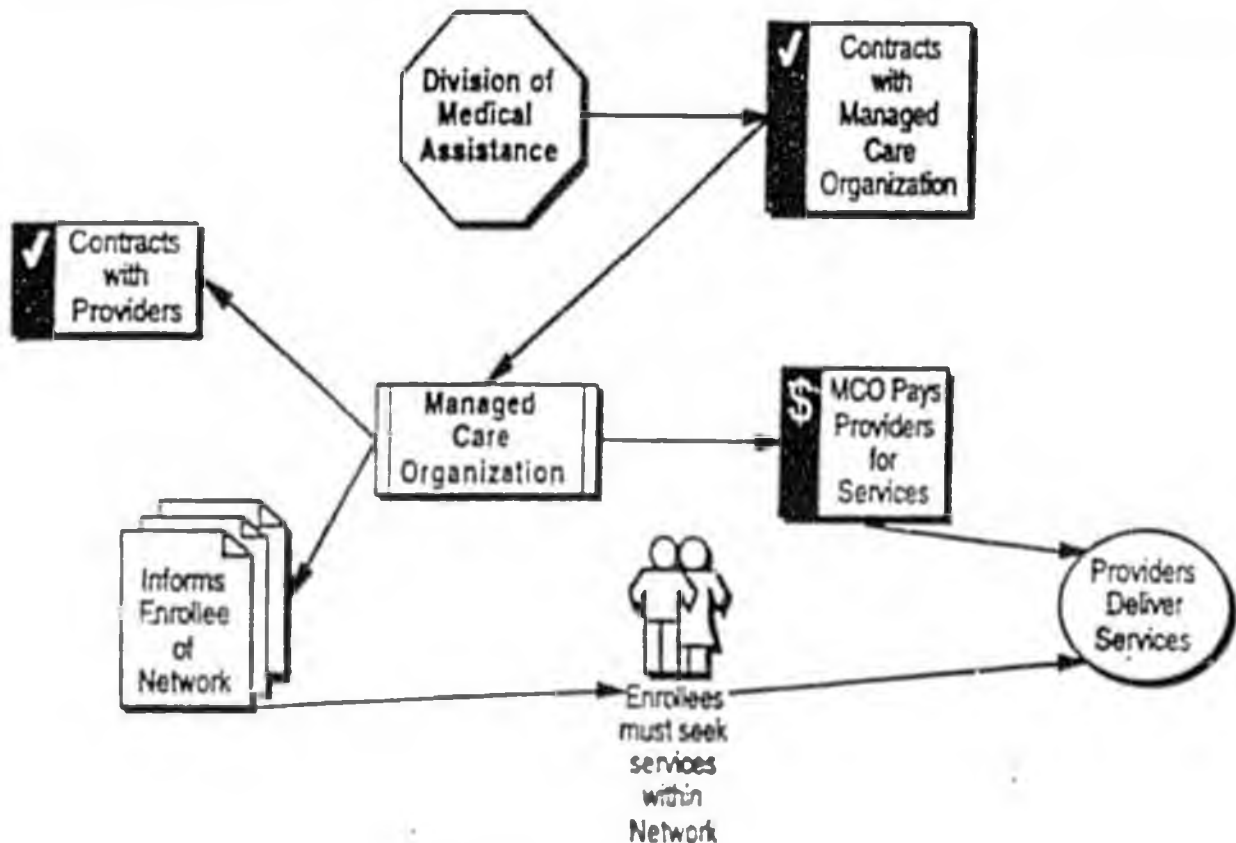 Division of
Medical
Assistance
Contracts
with
Managed
Care
Organization
Contracts
with
Providers
Managed
Care
Organization
$
MCO Pays
Providers
for
Services
Informs
Enrollee
of
Network
Enrollees
must seek
services
within
Network
Providers
Deliver
Services